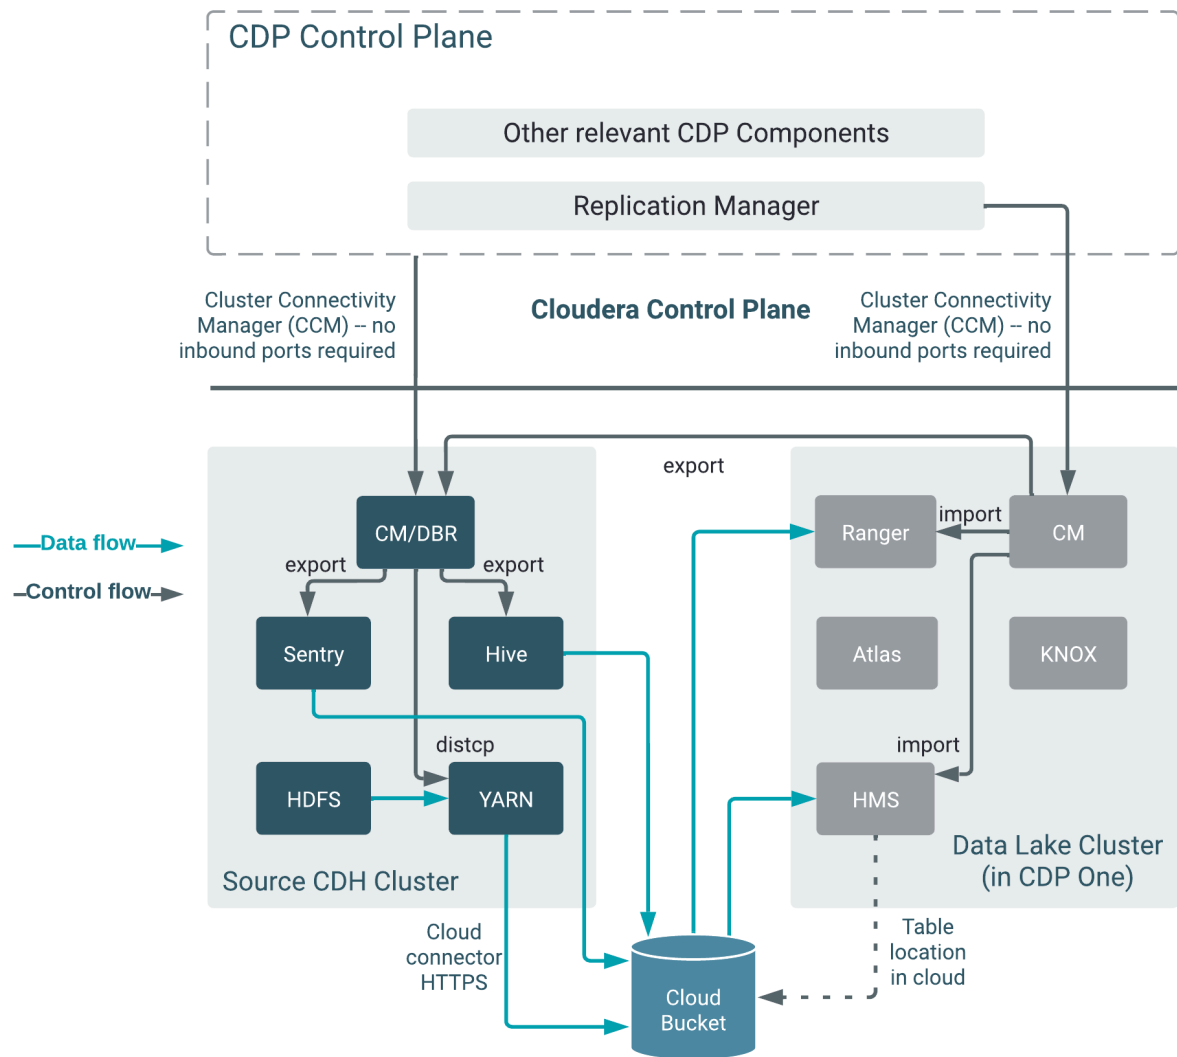 CDP Control Plane
Other relevant CDP Components
Replication Manager
Cluster Connectivity
Manager (CCM) -- no
inbound ports required
Cloudera Control Plane
Cluster Connectivity
Manager (CCM) -- no
inbound ports required
export
Data flow
Control flow
CM/DBR
export
export
Sentry
Hive
distcp
HDFS
YARN
Source CDH Cluster
Ranger
import
CM
Atlas
KNOX
import
HMS
Data Lake Cluster
(in CDP One)
Cloud
connector
HTTPS
Cloud
Bucket
Table
location
in cloud